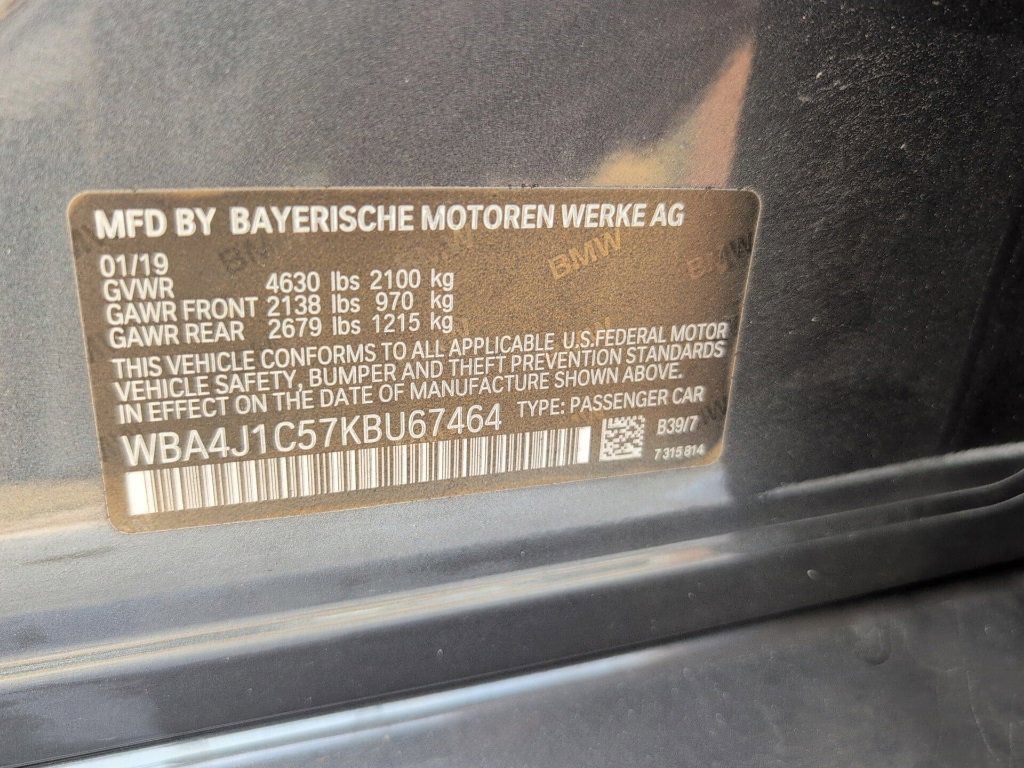 MFD BY BAYERISCHE MOTOREN WERKE AG
01/19
GVWR 4630 lbs 2100 kg
GAWR FRONT 2138 lbs 970 kg
GAWR REAR 2679 lbs 1215 kg
THIS VEHICLE CONFORMS TO ALL APPLICABLE U.S.FEDERAL MOTOR
VEHICLE SAFETY, BUMPER AND THEFT PREVENTION STANDARDS
IN EFFECT ON THE DATE OF MANUFACTURE SHOWN ABOVE.
WBA4J1C57KBU67464 TYPE: PASSENGER CAR
B39/7
7 315 814
BMW
BMW
BMW